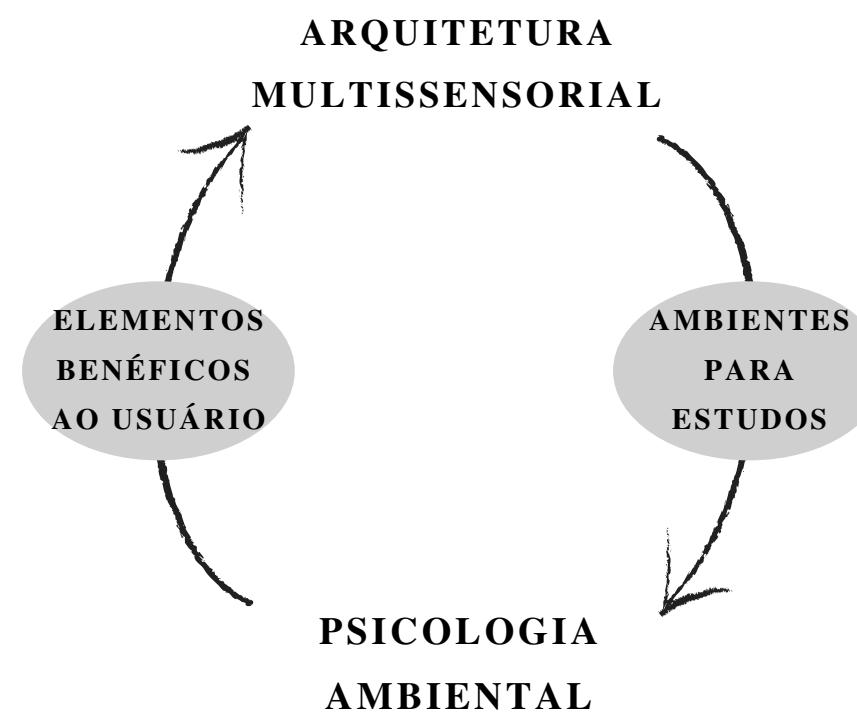 ARQUITETURA
MULTISSENSORIAL
ELEMENTOS
BENÉFICOS
AO USUÁRIO
AMBIENTES
PARA
ESTUDOS
PSICOLOGIA
AMBIENTAL